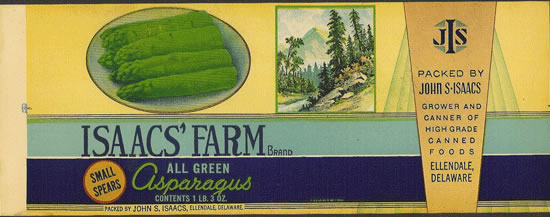 ISAACS' FARM BRAND
SMALL
SPEARS
ALL GREEN
Asparagus
CONTENTS 1 LB. 3 OZ.
PACKED BY JOHN S. ISAACS, ELLENDALE, DELAWARE.
JSI
PACKED BY
JOHN S. ISAACS
GROWER AND
CANNER OF
HIGH GRADE
CANNED
FOODS
ELLENDALE,
DELAWARE